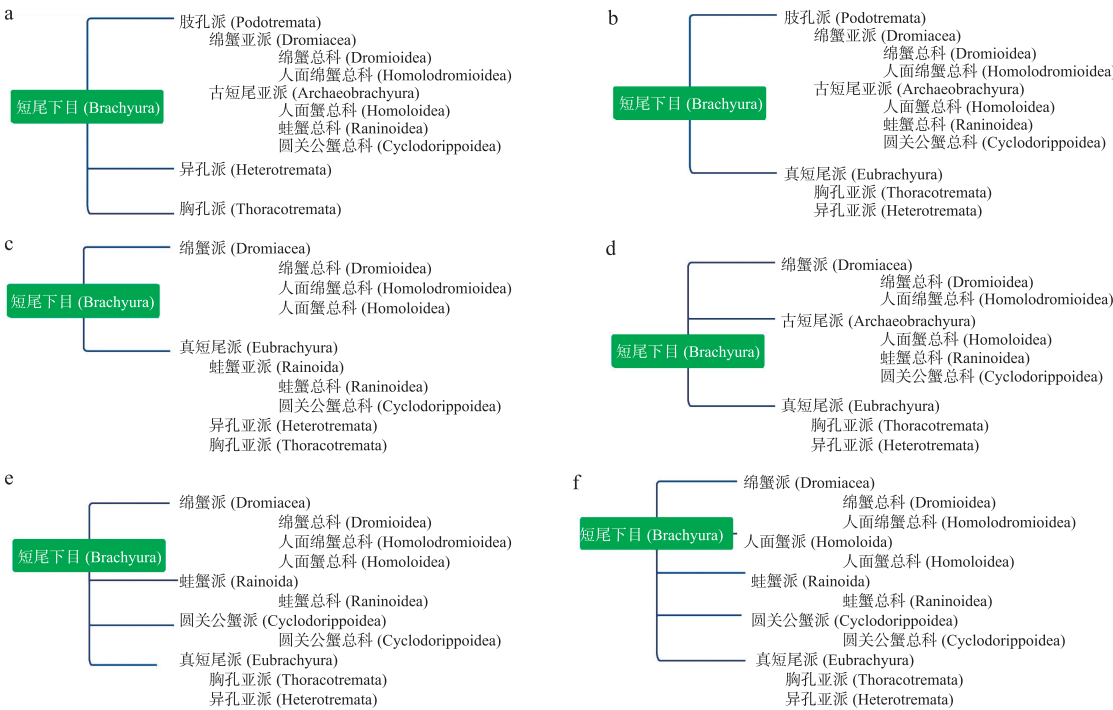 a
肢孔派 (Podotremata)
绵蟹亚派 (Dromiacea)
绵蟹总科 (Dromioidea)
人面绵蟹总科 (Homolodromioidea)
古短尾亚派 (Archaeobrachyura)
短尾下目 (Brachyura)
人面蟹总科 (Homoloidea)
蛙蟹总科 (Raninoidea)
圆关公蟹总科 (Cyclodorippoidea)
异孔派 (Heterotremata)
胸孔派 (Thoracotremata)
b
肢孔派 (Podotremata)
绵蟹亚派 (Dromiacea)
绵蟹总科 (Dromioidea)
人面绵蟹总科 (Homolodromioidea)
古短尾亚派 (Archaeobrachyura)
短尾下目 (Brachyura)
人面蟹总科 (Homoloidea)
蛙蟹总科 (Raninoidea)
圆关公蟹总科 (Cyclodorippoidea)
真短尾派 (Eubrachyura)
胸孔亚派 (Thoracotremata)
异孔亚派 (Heterotremata)
c
绵蟹派 (Dromiacea)
绵蟹总科 (Dromioidea)
人面绵蟹总科 (Homolodromioidea)
短尾下目 (Brachyura)
人面蟹总科 (Homoloidea)
真短尾派 (Eubrachyura)
蛙蟹亚派 (Rainoida)
蛙蟹总科 (Raninoidea)
圆关公蟹总科 (Cyclodorippoidea)
异孔亚派 (Heterotremata)
胸孔亚派 (Thoracotremata)
d
绵蟹派 (Dromiacea)
绵蟹总科 (Dromioidea)
人面绵蟹总科 (Homolodromioidea)
古短尾派 (Archaeobrachyura)
人面蟹总科 (Homoloidea)
短尾下目 (Brachyura)
蛙蟹总科 (Raninoidea)
圆关公蟹总科 (Cyclodorippoidea)
真短尾派 (Eubrachyura)
胸孔亚派 (Thoracotremata)
异孔亚派 (Heterotremata)
e
绵蟹派 (Dromiacea)
绵蟹总科 (Dromioidea)
人面绵蟹总科 (Homolodromioidea)
短尾下目 (Brachyura)
人面蟹总科 (Homoloidea)
蛙蟹派 (Rainoida)
蛙蟹总科 (Raninoidea)
圆关公蟹派 (Cyclodorippoidea)
圆关公蟹总科 (Cyclodorippoidea)
真短尾派 (Eubrachyura)
胸孔亚派 (Thoracotremata)
异孔亚派 (Heterotremata)
f
绵蟹派 (Dromiacea)
绵蟹总科 (Dromioidea)
人面绵蟹总科 (Homolodromioidea)
短尾下目 (Brachyura)
人面蟹派 (Homoloida)
人面蟹总科 (Homoloidea)
蛙蟹派 (Rainoida)
蛙蟹总科 (Raninoidea)
圆关公蟹派 (Cyclodorippoidea)
圆关公蟹总科 (Cyclodorippoidea)
真短尾派 (Eubrachyura)
胸孔亚派 (Thoracotremata)
异孔亚派 (Heterotremata)